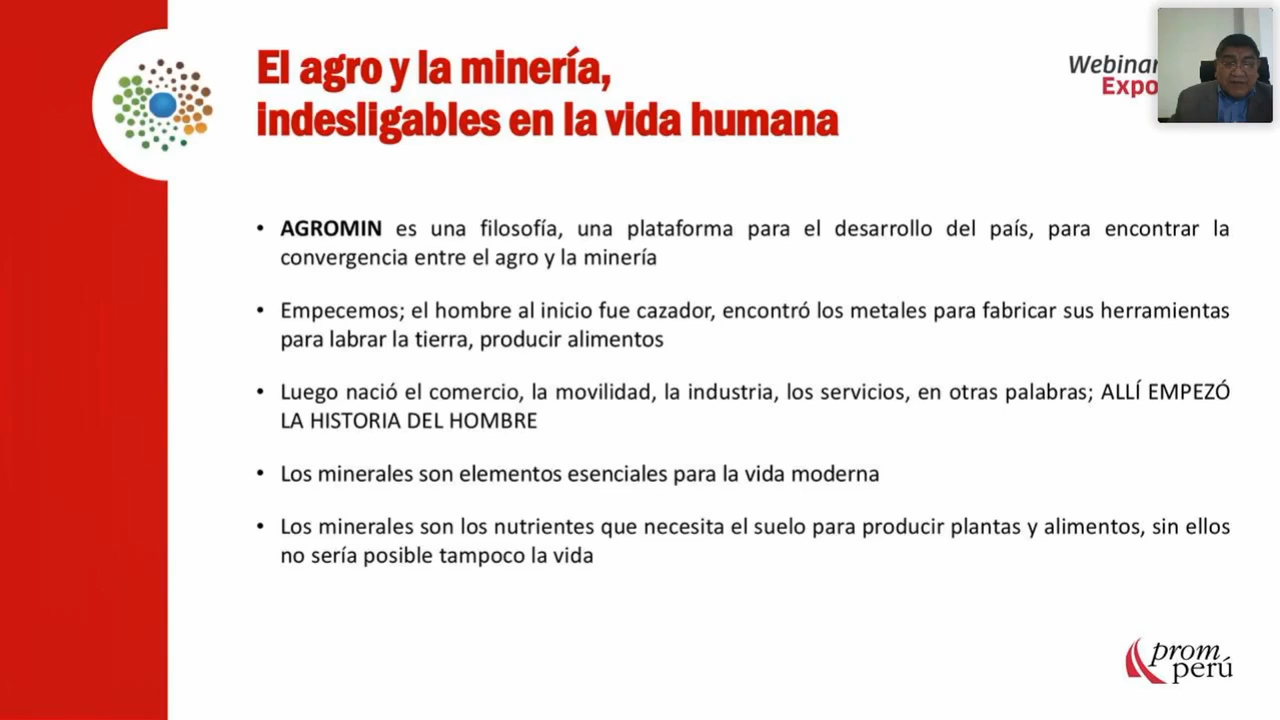 El agro y la minería,
indesligables en la vida humana
Webinar
Expo
• AGROMIN es una filosofía, una plataforma para el desarrollo del país, para encontrar la
convergencia entre el agro y la minería
• Empecemos; el hombre al inicio fue cazador, encontró los metales para fabricar sus herramientas
para labrar la tierra, producir alimentos
• Luego nació el comercio, la movilidad, la industria, los servicios, en otras palabras; ALLÍ EMPEZÓ
LA HISTORIA DEL HOMBRE
• Los minerales son elementos esenciales para la vida moderna
• Los minerales son los nutrientes que necesita el suelo para producir plantas y alimentos, sin ellos
no sería posible tampoco la vida
prom
perú